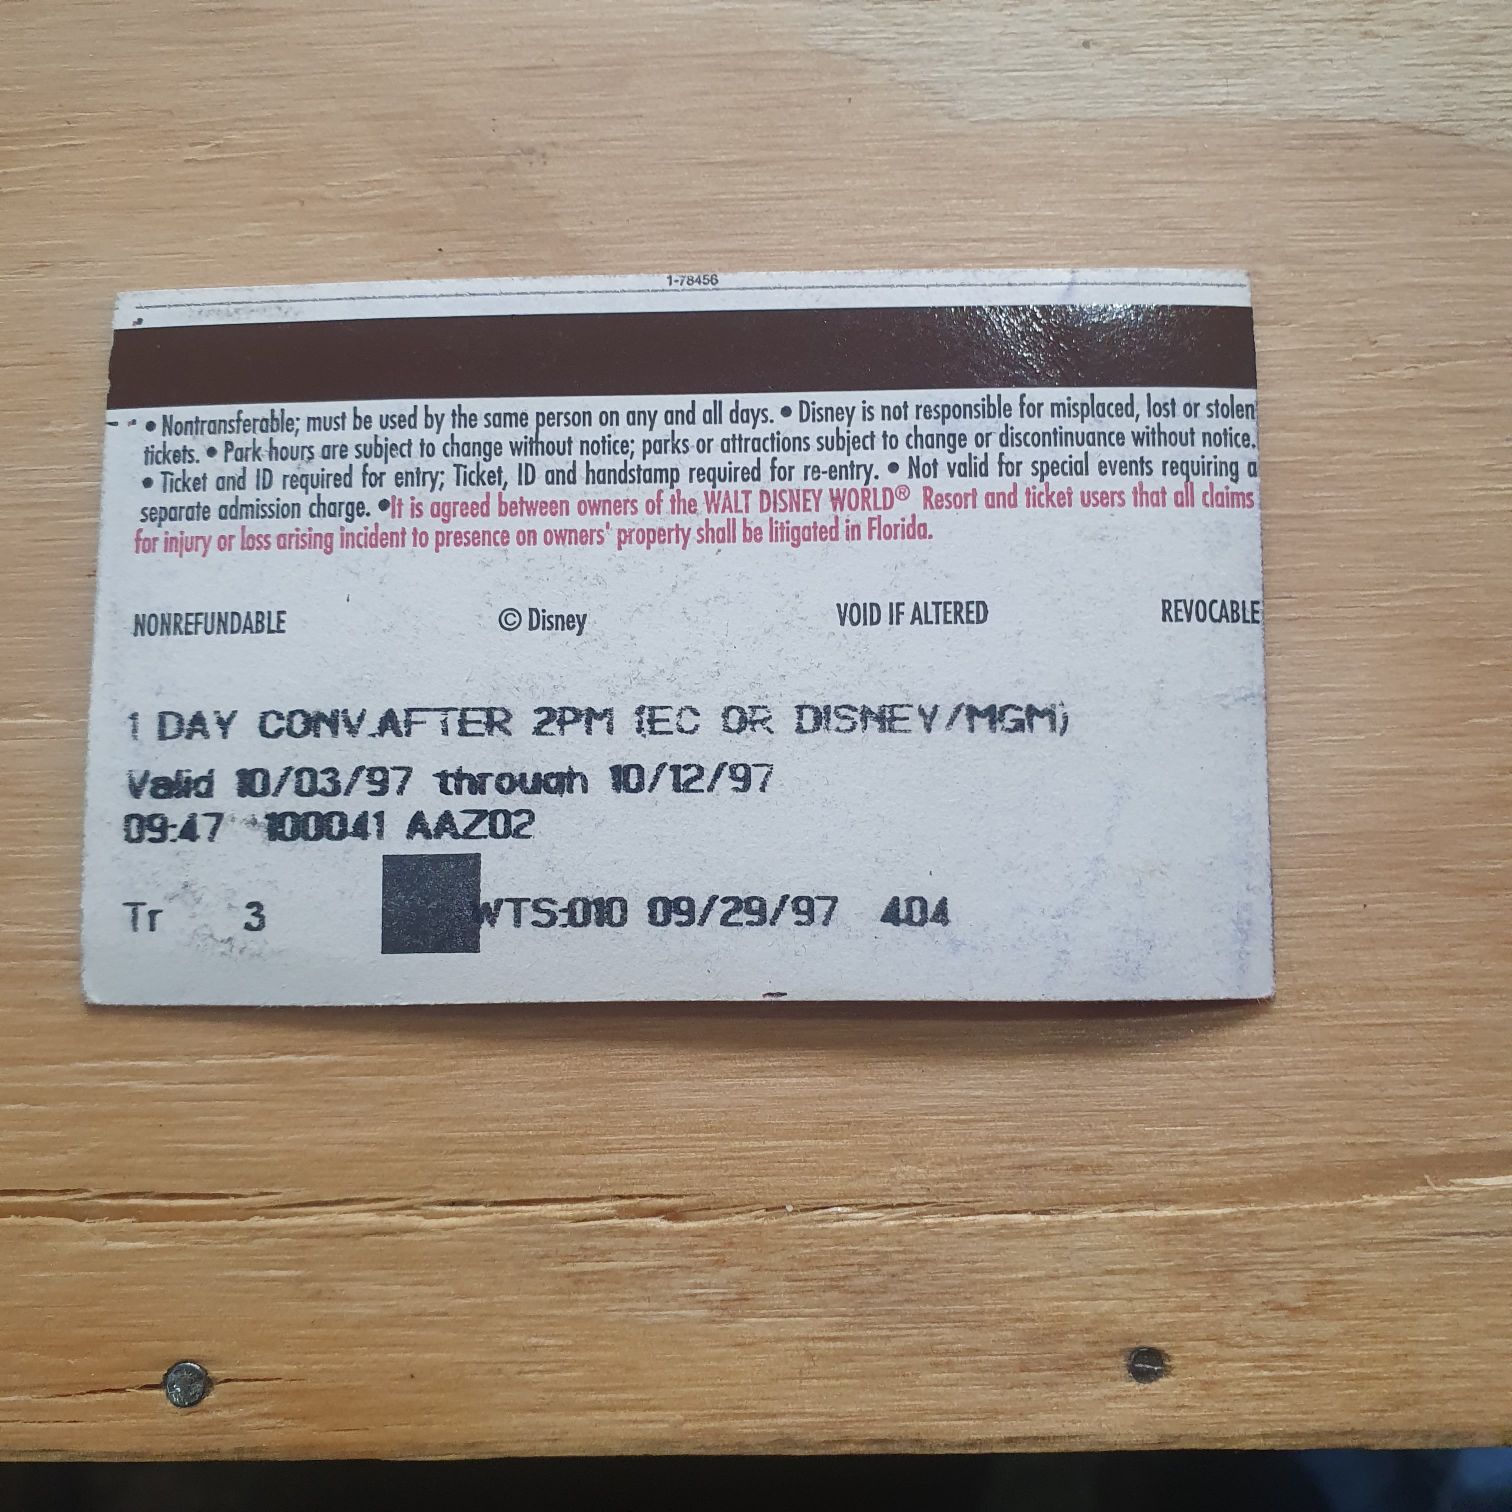 1-78456
• Nontransferable; must be used by the same person on any and all days. • Disney is not responsible for misplaced, lost or stolen
tickets. • Park hours are subject to change without notice; parks or attractions subject to change or discontinuance without notice.
• Ticket and ID required for entry; Ticket, ID and handstamp required for re-entry. • Not valid for special events requiring a
separate admission charge. •It is agreed between owners of the WALT DISNEY WORLD® Resort and ticket users that all claims
for injury or loss arising incident to presence on owners' property shall be litigated in Florida.
NONREFUNDABLE © Disney VOID IF ALTERED REVOCABLE
1 DAY CONV.AFTER 2PM (EC OR DISNEY/MGM)
Valid 10/03/97 through 10/12/97
09:47 100041 AAZ02
Tr 3 WTS:010 09/29/97 404